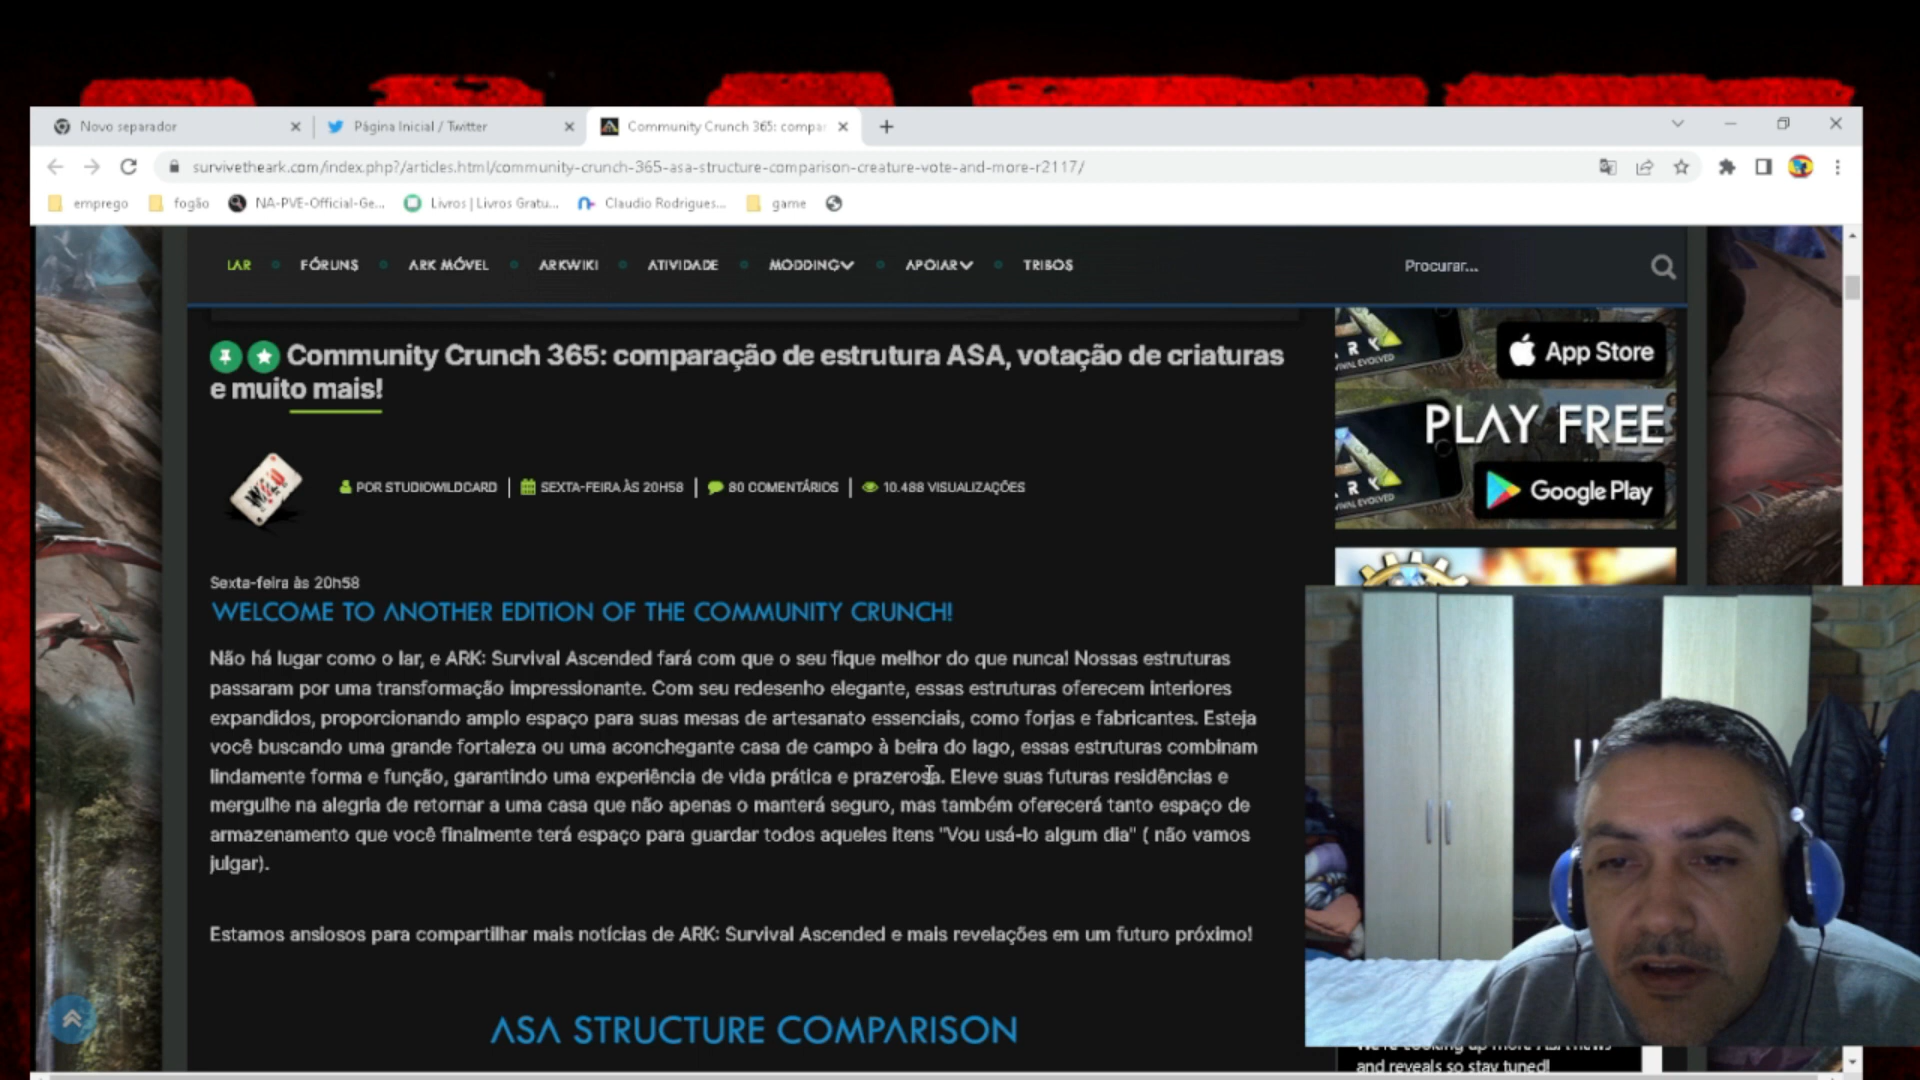 Novo separador
Página Inicial / Twitter
Community Crunch 365: compar
survivetheark.com/index.php?/articles.html/community-crunch-365-asa-structure-comparison-creature-vote-and-more-r2117/
emprego
fogão
NA-PVE-Official-Ge...
Livros | Livros Gratu...
Claudio Rodrigues...
game
LAR
FÓRUNS
ARK MÓVEL
ARKWIKI
ATIVIDADE
MODDING
APOIAR
TRIBOS
Procurar...
Community Crunch 365: comparação de estrutura ASA, votação de criaturas
e muito mais!
App Store
PLAY FREE
Google Play
POR STUDIOWILDCARD | SEXTA-FEIRA ÀS 20H58 | 80 COMENTÁRIOS | 10.488 VISUALIZAÇÕES
Sexta-feira às 20h58
WELCOME TO ANOTHER EDITION OF THE COMMUNITY CRUNCH!
Não há lugar como o lar, e ARK: Survival Ascended fará com que o seu fique melhor do que nunca! Nossas estruturas
passaram por uma transformação impressionante. Com seu redesenho elegante, essas estruturas oferecem interiores
expandidos, proporcionando amplo espaço para suas mesas de artesanato essenciais, como forjas e fabricantes. Esteja
você buscando uma grande fortaleza ou uma aconchegante casa de campo à beira do lago, essas estruturas combinam
lindamente forma e função, garantindo uma experiência de vida prática e prazerosa. Eleve suas futuras residências e
mergulhe na alegria de retornar a uma casa que não apenas o manterá seguro, mas também oferecerá tanto espaço de
armazenamento que você finalmente terá espaço para guardar todos aqueles itens "Vou usá-lo algum dia" ( não vamos
julgar).
Estamos ansiosos para compartilhar mais notícias de ARK: Survival Ascended e mais revelações em um futuro próximo!
ASA STRUCTURE COMPARISON
and reveals so stay tuned!